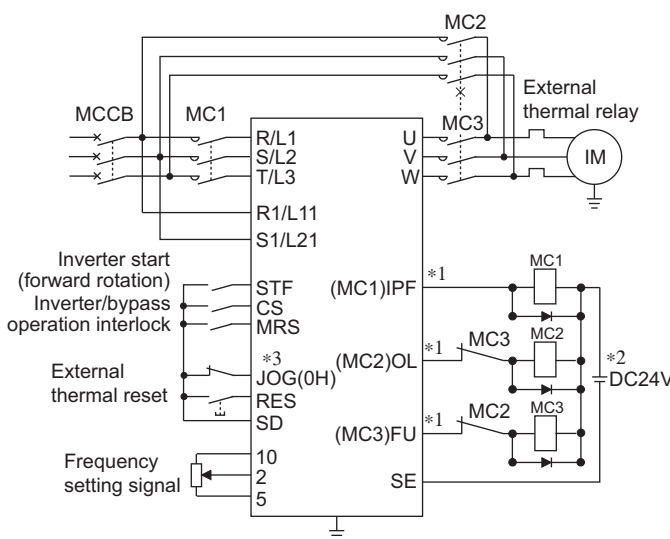 MC2
External
thermal relay
MCCB
MC1
MC3
R/L1
S/L2
T/L3
U
V
W
IM
R1/L11
S1/L21
Inverter start
(forward rotation)
Inverter/bypass
operation interlock
STF
CS
MRS
(MC1)IPF
*1
MC1
*3
External
thermal reset
JOG(0H)
RES
SD
(MC2)OL
*1
MC3
MC2
*2
DC24V
(MC3)FU
*1
MC2
MC3
Frequency
setting signal
10
2
5
SE